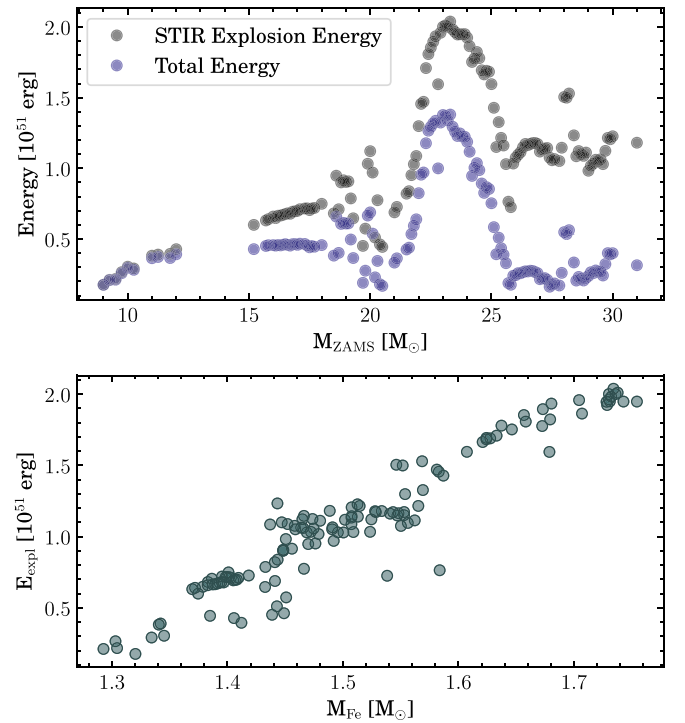 2.0
1.5
1.0
0.5
Energy [10⁵¹ erg]
STIR Explosion Energy
Total Energy
10 15 20 25 30
M_ZAMS [M_⊙]
2.0
1.5
1.0
0.5
E_expl [10⁵¹ erg]
1.3 1.4 1.5 1.6 1.7
M_Fe [M_⊙]